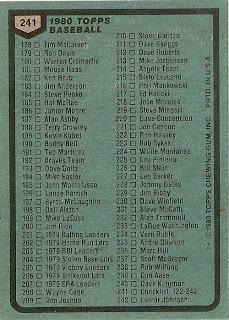 241
1980 TOPPS
BASEBALL
178 Tim McCarver
179 Ron Davis
180 Warren Cromartie
181 Moose Haas
182 Ken Reitz
183 Jim Anderson
184 Steve Renko
185 Hal McRae
186 Junior Moore
187 Alan Ashby
188 Terry Crowley
189 Kevin Kobel
190 Buddy Bell
191 Ted Martinez
192 Braves Team
193 Dave Goltz
194 Mike Easler
195 John Montefusco
196 Lance Parrish
197 Byron McLaughlin
198 Dell Alston
199 Mike LaCoss
200 Jim Rice
201 1979 Batting Leaders
202 1979 Home Run Ldrs
203 1979 RBI Leaders
204 1979 Stolen Base Ldrs
205 1979 Victory Leaders
206 1979 Strikeout Ldrs
207 1979 ERA Leaders
208 Wayne Cage
209 Von Joshua
210 Steve Carlton
211 Dave Skaggs
212 Dave Roberts
213 Mike Jorgensen
214 Angels Team
215 Sixto Lezcano
216 Phil Mankowski
217 Ed Halicki
218 Jose Morales
219 Steve Mingori
220 Dave Concepcion
221 Joe Cannon
222 Ron Hassey
223 Bob Sykes
224 Willie Montanez
225 Lou Piniella
226 Bill Stein
227 Len Barker
228 Johnny Oates
229 Jim Bibby
230 Dave Winfield
231 Steve McCatty
232 Alan Trammell
233 LaRue Washington
234 Vern Ruhle
235 Andre Dawson
236 Marc Hill
237 Scott McGregor
238 Rob Wilfong
239 Don Aase
240 Dave Kingman
241 Checklist 122-242
242 Lamar Johnson
© 1980 TOPPS CHEWING GUM, INC. PRTD. IN U.S.A.